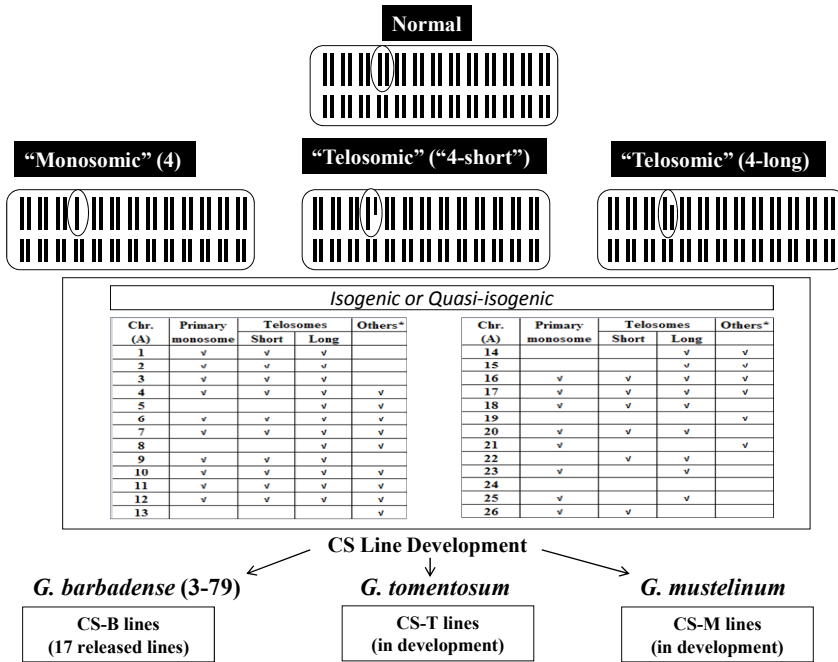 Normal
“Monosomic” (4)
“Telosomic” (“4-short”)
“Telosomic” (4-long)
Isogenic or Quasi-isogenic
Chr. Primary Telosomes Others*
(A) monosome Short Long
1 √ √ √
2 √ √ √
3 √ √ √
4 √ √ √ √
5 √ √
6 √ √ √ √
7 √ √ √ √
8 √ √
9 √ √ √
10 √ √ √ √
11 √ √ √ √
12 √ √ √ √
13 √
Chr. Primary Telosomes Others*
(A) monosome Short Long
14 √ √
15 √ √
16 √ √ √ √
17 √ √ √ √
18 √ √ √
19 √
20 √ √ √
21 √ √
22 √ √
23 √ √
24
25 √ √
26 √ √
CS Line Development
G. barbadense (3-79)
CS-B lines
(17 released lines)
G. tomentosum
CS-T lines
(in development)
G. mustelinum
CS-M lines
(in development)